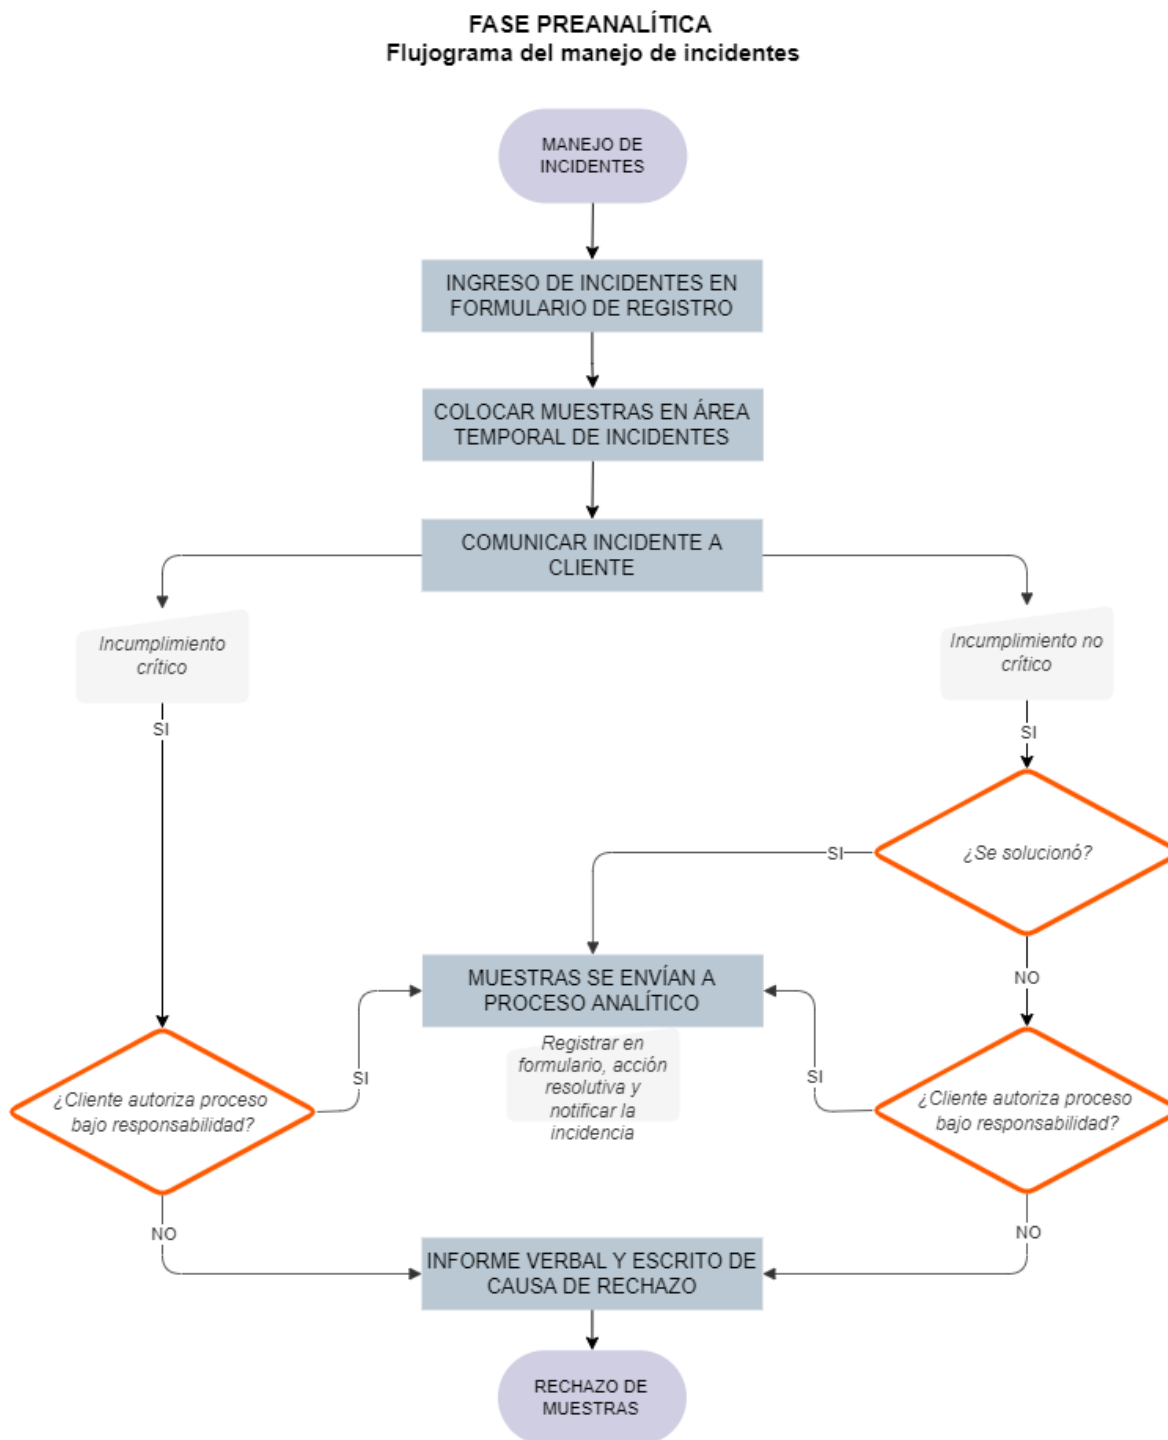 FASE PREANALÍTICA
Flujograma del manejo de incidentes
MANEJO DE
INCIDENTES
INGRESO DE INCIDENTES EN
FORMULARIO DE REGISTRO
COLOCAR MUESTRAS EN ÁREA
TEMPORAL DE INCIDENTES
COMUNICAR INCIDENTE A
CLIENTE
Incumplimiento
crítico
Incumplimiento no
crítico
SI
SI
¿Se solucionó?
SI
NO
MUESTRAS SE ENVÍAN A
PROCESO ANALÍTICO
Registrar en
formulario, acción
resolutiva y
notificar la
incidencia
¿Cliente autoriza proceso
bajo responsabilidad?
SI
SI
¿Cliente autoriza proceso
bajo responsabilidad?
NO
NO
INFORME VERBAL Y ESCRITO DE
CAUSA DE RECHAZO
RECHAZO DE
MUESTRAS